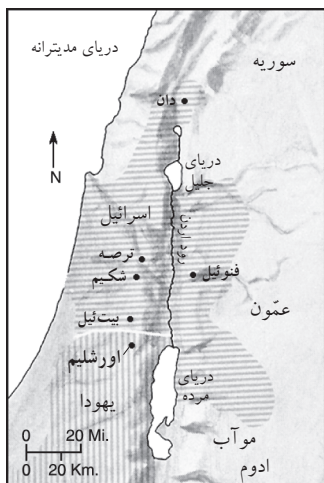 دریای مدیترانه
سوریه
دان
N
دریای
جلیل
اسرائیل
رود اردن
ترصه
شکیم
فنوئیل
عمّون
بیت‌ئیل
اورشلیم
دریای
مرده
یهودا
موآب
ادوم
0 20 Mi.
0 20 Km.